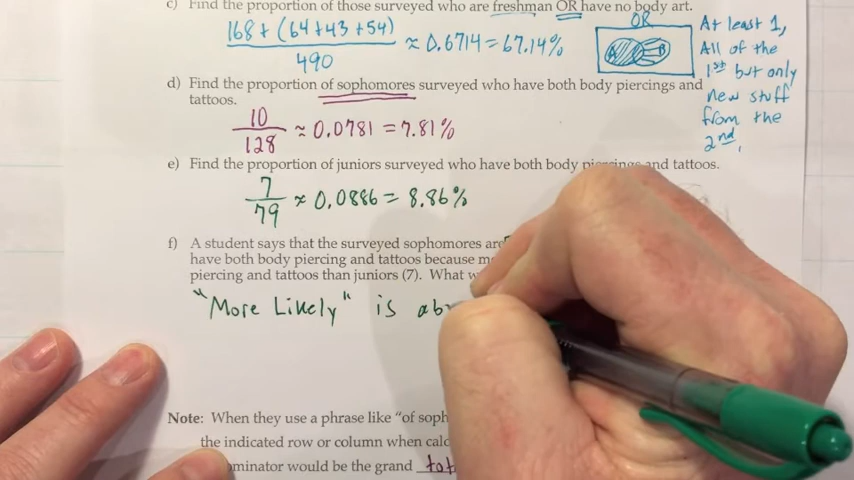 c) Find the proportion of those surveyed who are freshman OR have no body art.
168 + (64+43+54)
490
≈ 0.6714 = 67.14%
OR
A
B
At least 1,
All of the
1st but only
new stuff
from the
2nd.
d) Find the proportion of sophomores surveyed who have both body piercings and
tattoos.
10
128
≈ 0.0781 = 7.81%
e) Find the proportion of juniors surveyed who have both body piercings and tattoos.
7
79
≈ 0.0886 = 8.86%
f) A student says that the surveyed sophomores are
have both body piercing and tattoos because
piercing and tattoos than juniors (7). What
"More Likely" is
Note: When they use a phrase like "of
the indicated row or column when
would be the grand